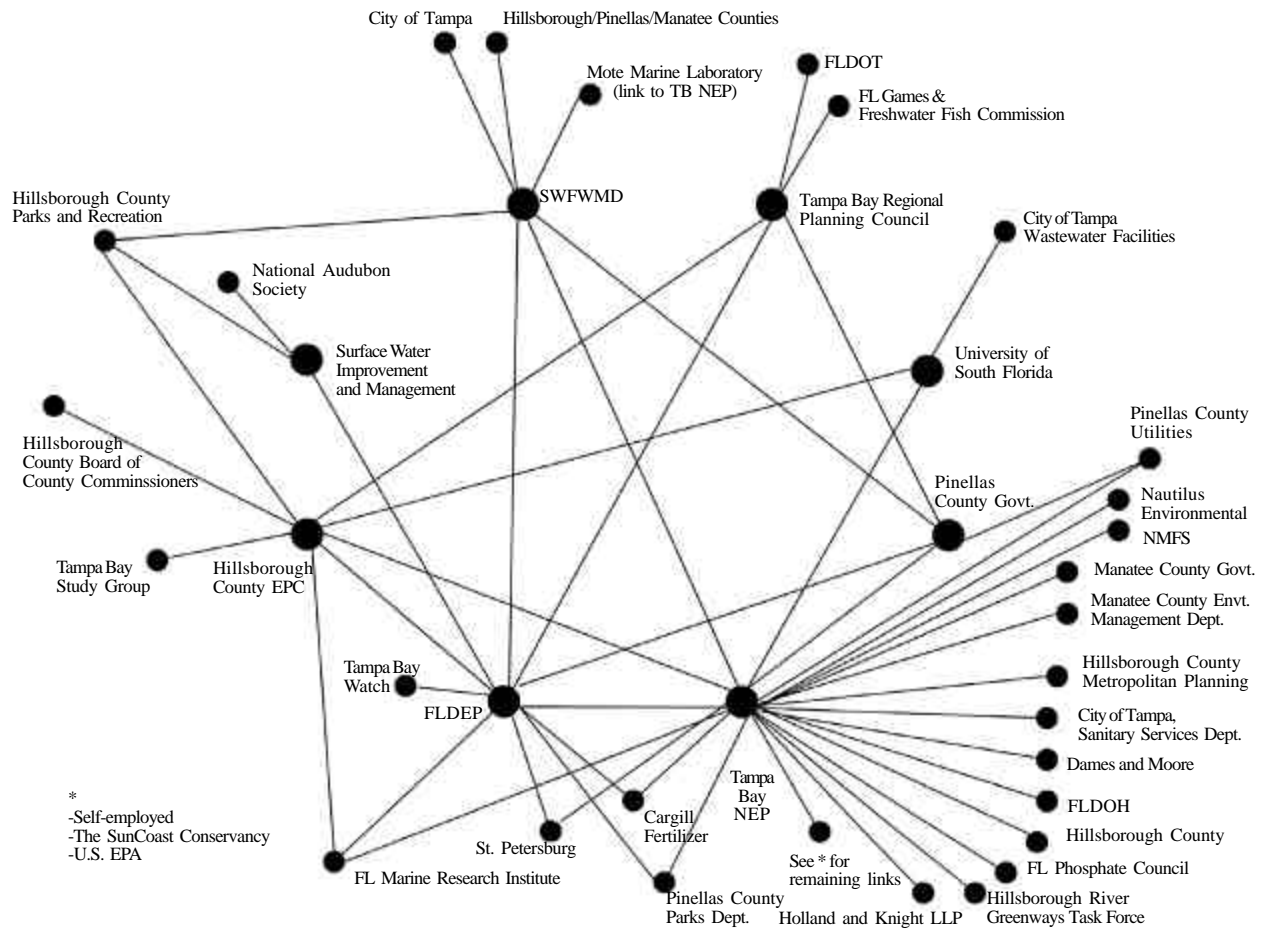 City of Tampa
Hillsborough/Pinellas/Manatee Counties
Mote Marine Laboratory
(link to TB NEP)
FLDOT
FL Games &
Freshwater Fish Commission
Hillsborough County
Parks and Recreation
SWFWMD
Tampa Bay Regional
Planning Council
City of Tampa
Wastewater Facilities
National Audubon
Society
Surface Water
Improvement
and Management
University of
South Florida
Hillsborough
County Board of
County Comminssioners
Pinellas County
Utilities
Pinellas
County Govt.
Nautilus
Environmental
NMFS
Tampa Bay
Study Group
Hillsborough
County EPC
Manatee County Govt.
Manatee County Envt.
Management Dept.
Tampa Bay
Watch
FLDEP
Hillsborough County
Metropolitan Planning
City of Tampa,
Sanitary Services Dept.
Dames and Moore
Tampa
Bay
NEP
FLDOH
Cargill
Fertilizer
Hillsborough County
St. Petersburg
See * for
remaining links
FL Phosphate Council
FL Marine Research Institute
Pinellas County
Parks Dept.
Holland and Knight LLP
Hillsborough River
Greenways Task Force
*
-Self-employed
-The SunCoast Conservancy
-U.S. EPA